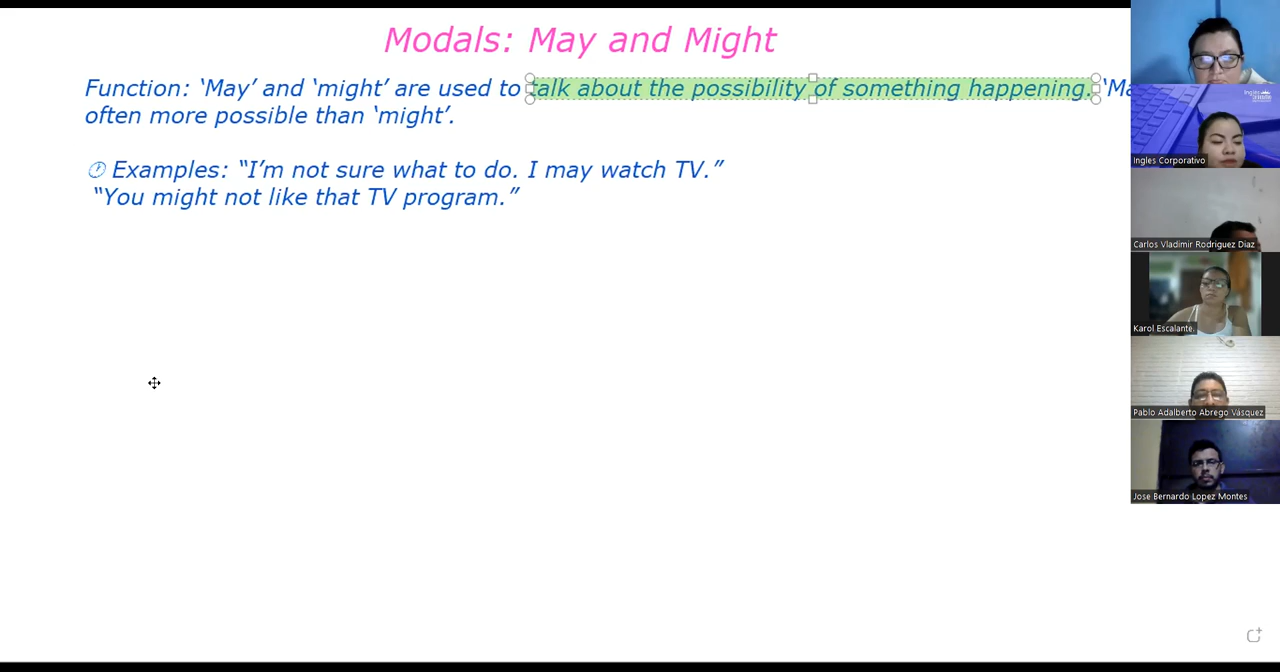 Modals: May and Might
Function: ‘May’ and ‘might’ are used to talk about the possibility of something happening. ‘Ma
often more possible than ‘might’.
Examples: “I’m not sure what to do. I may watch TV.”
“You might not like that TV program.”
Ingles Corporativo
Carlos Vladimir Rodriguez Diaz
Karol Escalante.
Pablo Adalberto Abrego Vásquez
Jose Bernardo Lopez Montes